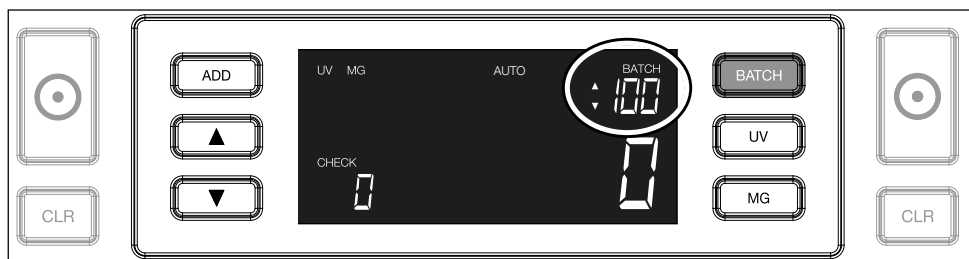 ADD
UV MG AUTO BATCH
100
BATCH
UV
CHECK
0 0
MG
CLR
CLR